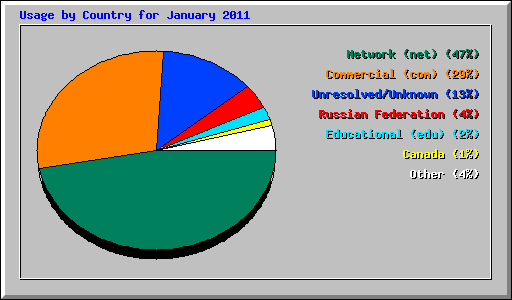 Usage by Country for January 2011
Network (net) (47%)
Commercial (com) (29%)
Unresolved/Unknown (13%)
Russian Federation (4%)
Educational (edu) (2%)
Canada (1%)
Other (4%)